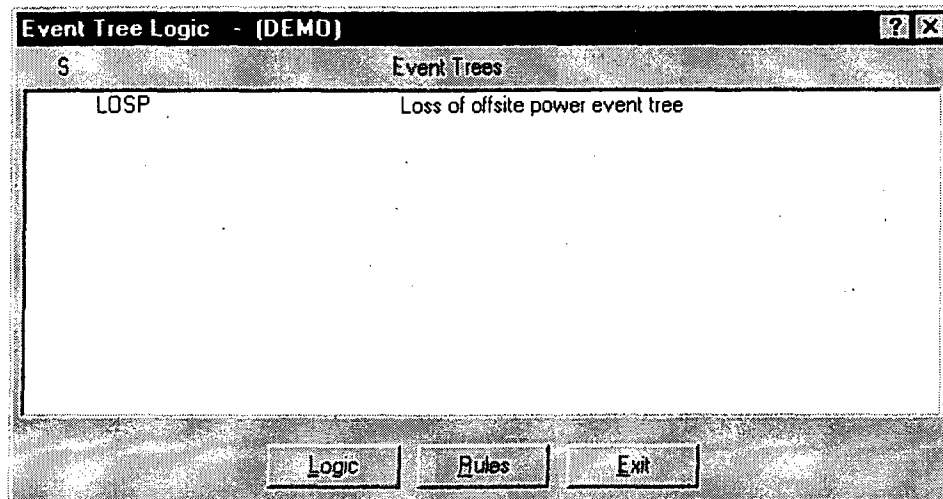 Event Tree Logic - (DEMO)
S Event Trees
LOSP Loss of offsite power event tree
Logic Rules Exit